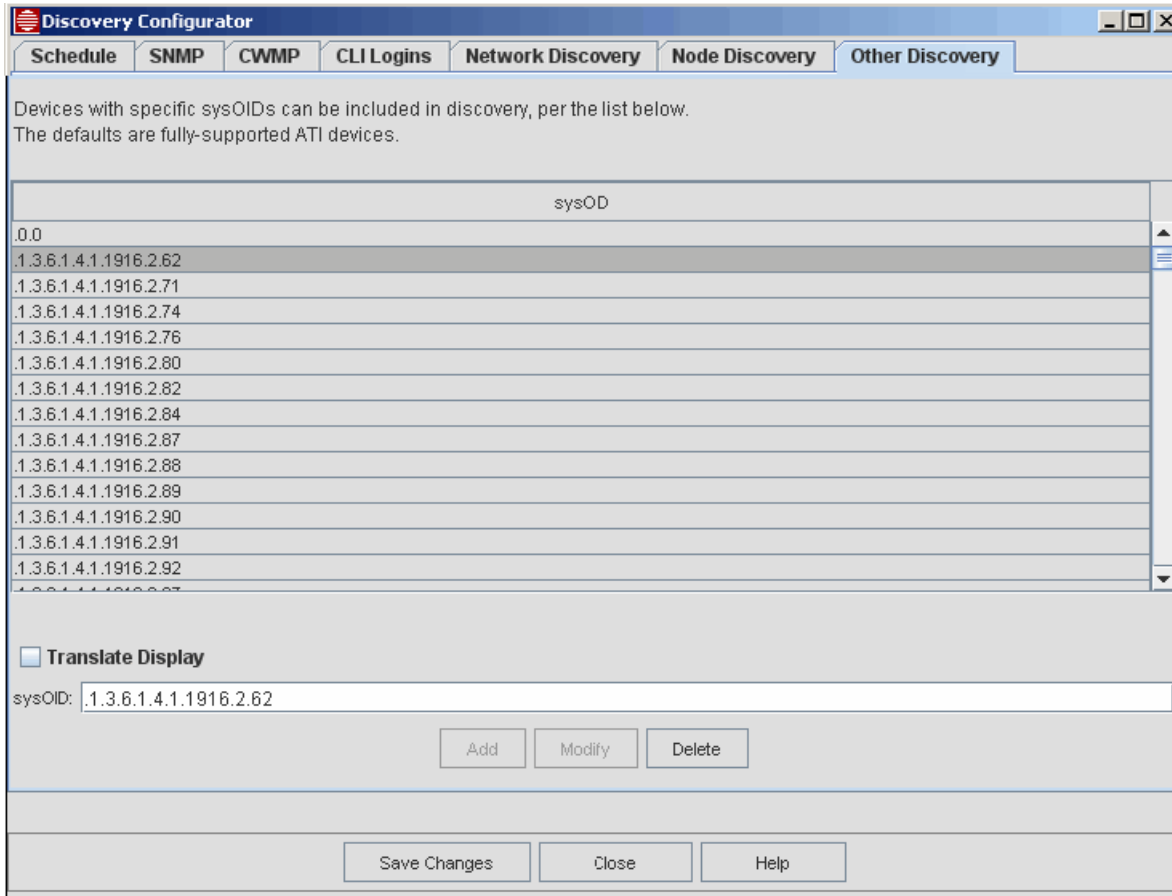 Discovery Configurator
Schedule SNMP CWMP CLI Logins Network Discovery Node Discovery Other Discovery
Devices with specific sysOIDs can be included in discovery, per the list below.
The defaults are fully-supported ATI devices.
sysOD
.0.0
.1.3.6.1.4.1.1916.2.62
.1.3.6.1.4.1.1916.2.71
.1.3.6.1.4.1.1916.2.74
.1.3.6.1.4.1.1916.2.76
.1.3.6.1.4.1.1916.2.80
.1.3.6.1.4.1.1916.2.82
.1.3.6.1.4.1.1916.2.84
.1.3.6.1.4.1.1916.2.87
.1.3.6.1.4.1.1916.2.88
.1.3.6.1.4.1.1916.2.89
.1.3.6.1.4.1.1916.2.90
.1.3.6.1.4.1.1916.2.91
.1.3.6.1.4.1.1916.2.92
Translate Display
sysOID: .1.3.6.1.4.1.1916.2.62
Add Modify Delete
Save Changes Close Help